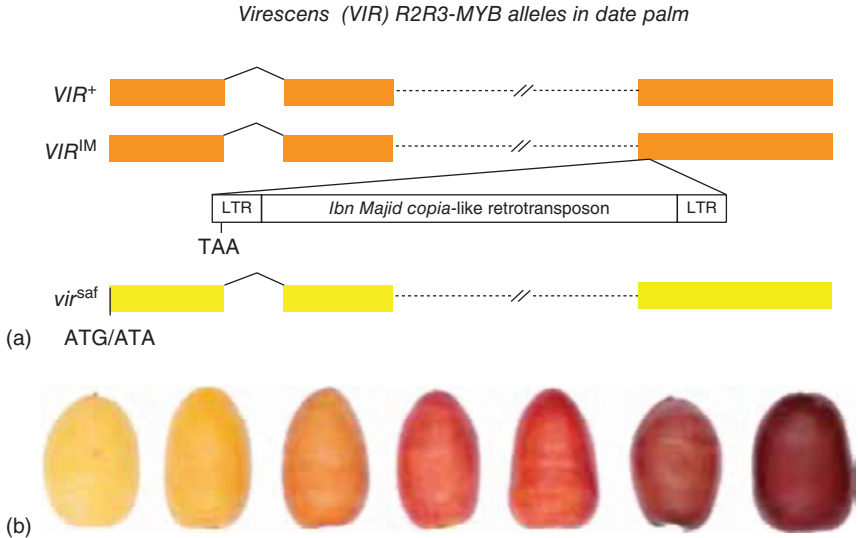 Virescens (VIR) R2R3-MYB alleles in date palm
VIR+
VIRIM
LTR Ibn Majid copia-like retrotransposon LTR
TAA
virsaf
(a) ATG/ATA
(b)